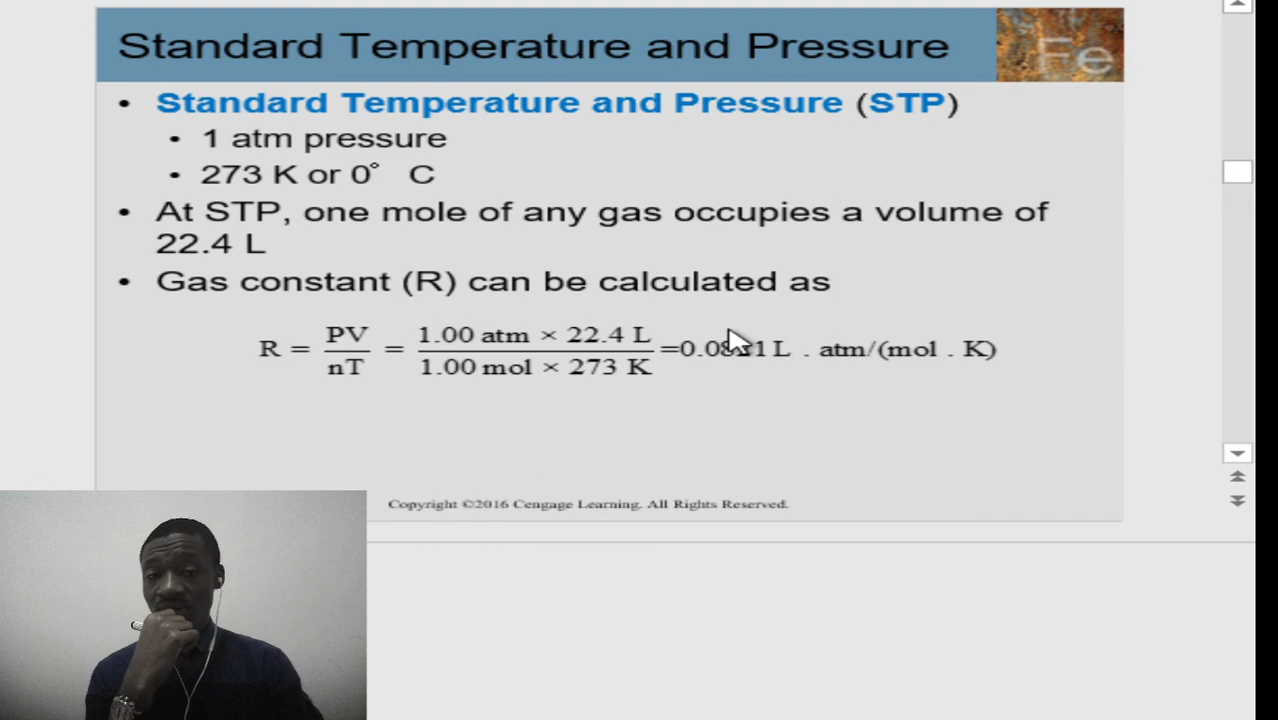 Standard Temperature and Pressure
Fe
• Standard Temperature and Pressure (STP)
• 1 atm pressure
• 273 K or 0° C
• At STP, one mole of any gas occupies a volume of
22.4 L
• Gas constant (R) can be calculated as
R = PV/nT = 1.00 atm × 22.4 L/1.00 mol × 273 K =0.0821 L . atm/(mol . K)
Copyright ©2016 Cengage Learning. All Rights Reserved.